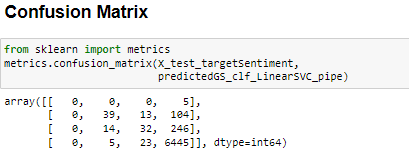 Confusion Matrix
from sklearn import metrics
metrics.confusion_matrix(X_test_targetSentiment,
                         predictedGS_clf_LinearSVC_pipe)
array([[   0,    0,    0,    5],
       [   0,   39,   13,  104],
       [   0,   14,   32,  246],
       [   0,    5,   23, 6445]], dtype=int64)